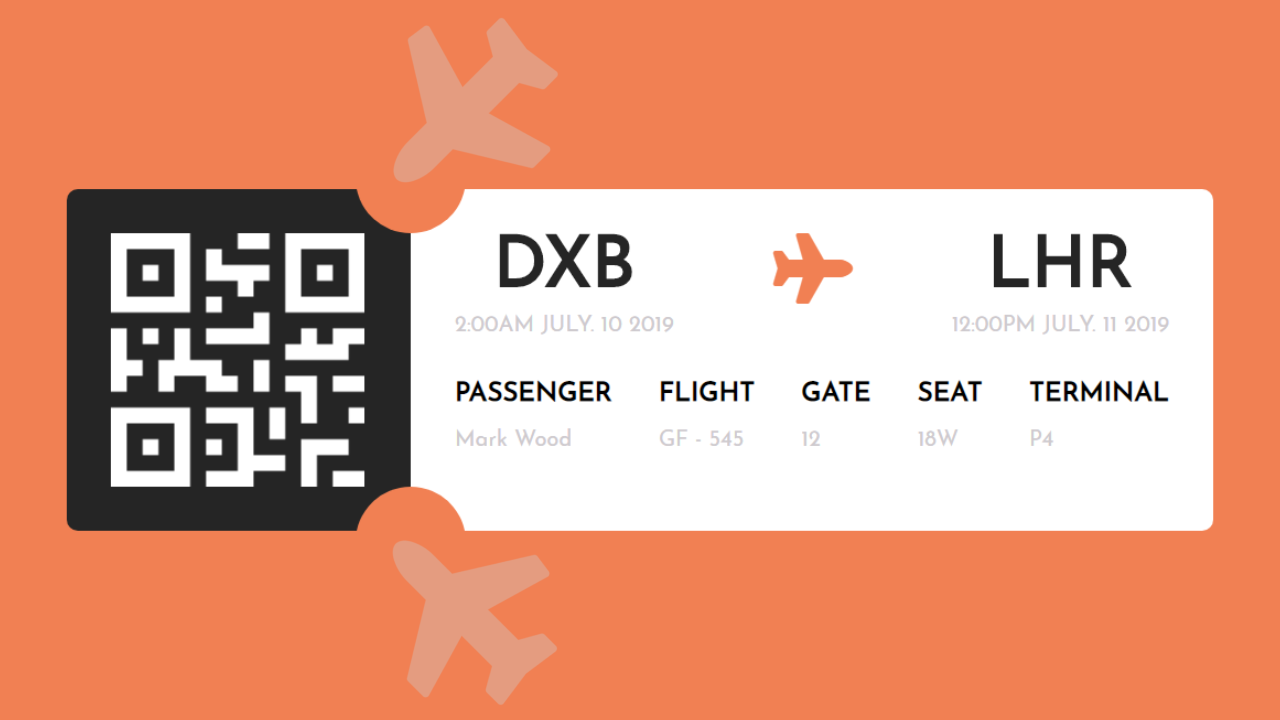 DXB LHR
2:00AM JULY. 10 2019 12:00PM JULY. 11 2019
PASSENGER FLIGHT GATE SEAT TERMINAL
Mark Wood GF - 545 12 18W P4